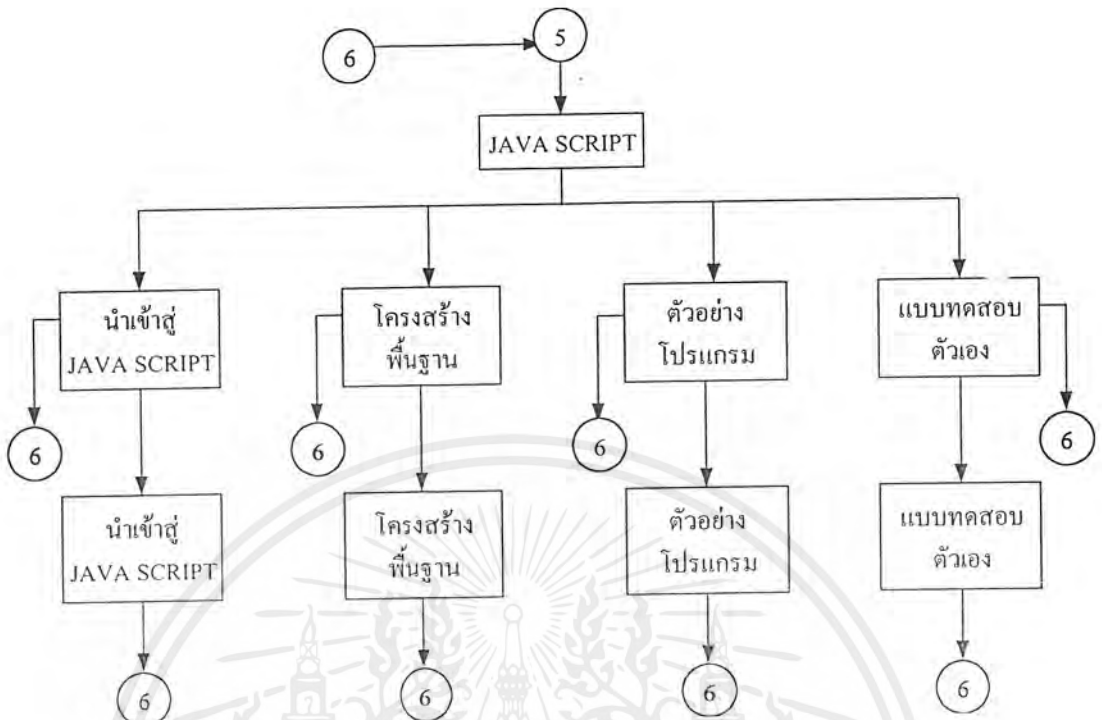 6
5
JAVA SCRIPT
นำเข้าสู่
JAVA SCRIPT
โครงสร้าง
พื้นฐาน
ตัวอย่าง
โปรแกรม
แบบทดสอบ
ตัวเอง
6
6
6
6
นำเข้าสู่
JAVA SCRIPT
โครงสร้าง
พื้นฐาน
ตัวอย่าง
โปรแกรม
แบบทดสอบ
ตัวเอง
6
6
6
6